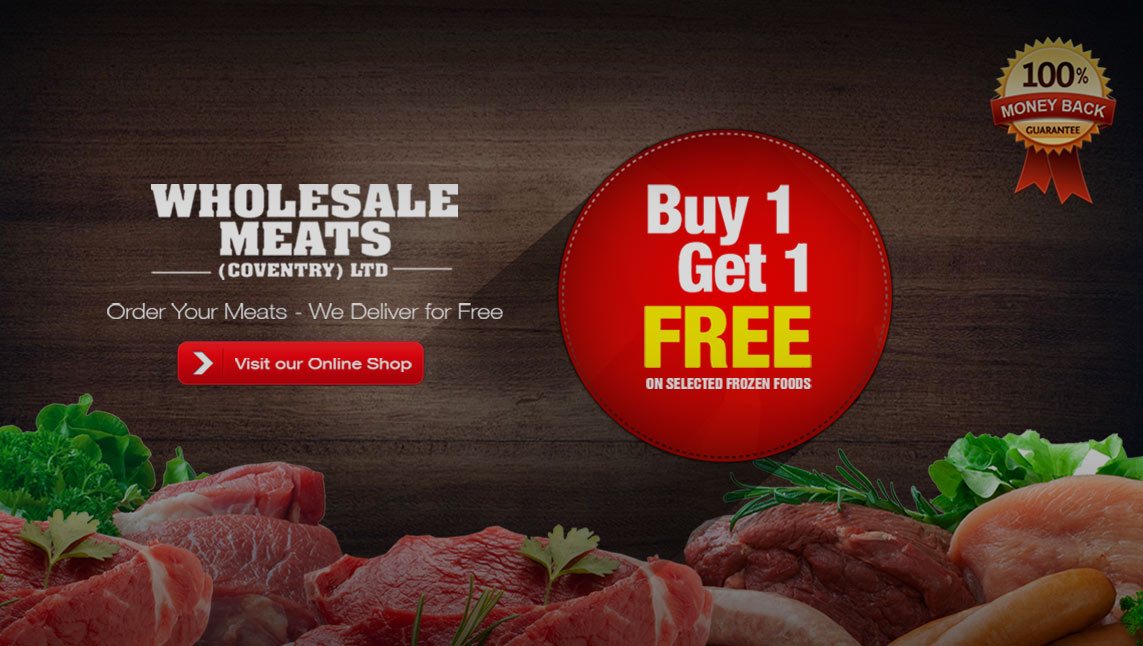 WHOLESALE
MEATS
(COVENTRY) LTD
Order Your Meats - We Deliver for Free
Visit our Online Shop
Buy 1
Get 1
FREE
ON SELECTED FROZEN FOODS
100%
MONEY BACK
GUARANTEE